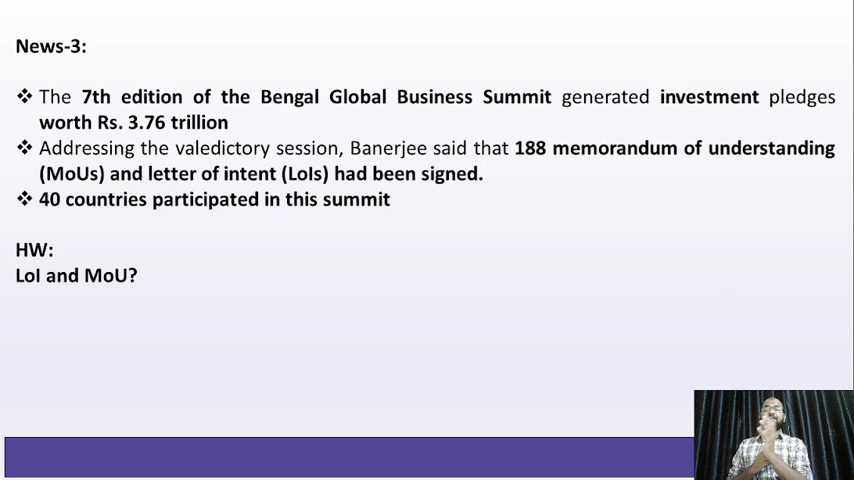 News-3:
❖ The 7th edition of the Bengal Global Business Summit generated investment pledges
worth Rs. 3.76 trillion
❖ Addressing the valedictory session, Banerjee said that 188 memorandum of understanding
(MoUs) and letter of intent (LoIs) had been signed.
❖ 40 countries participated in this summit
HW:
LoI and MoU?